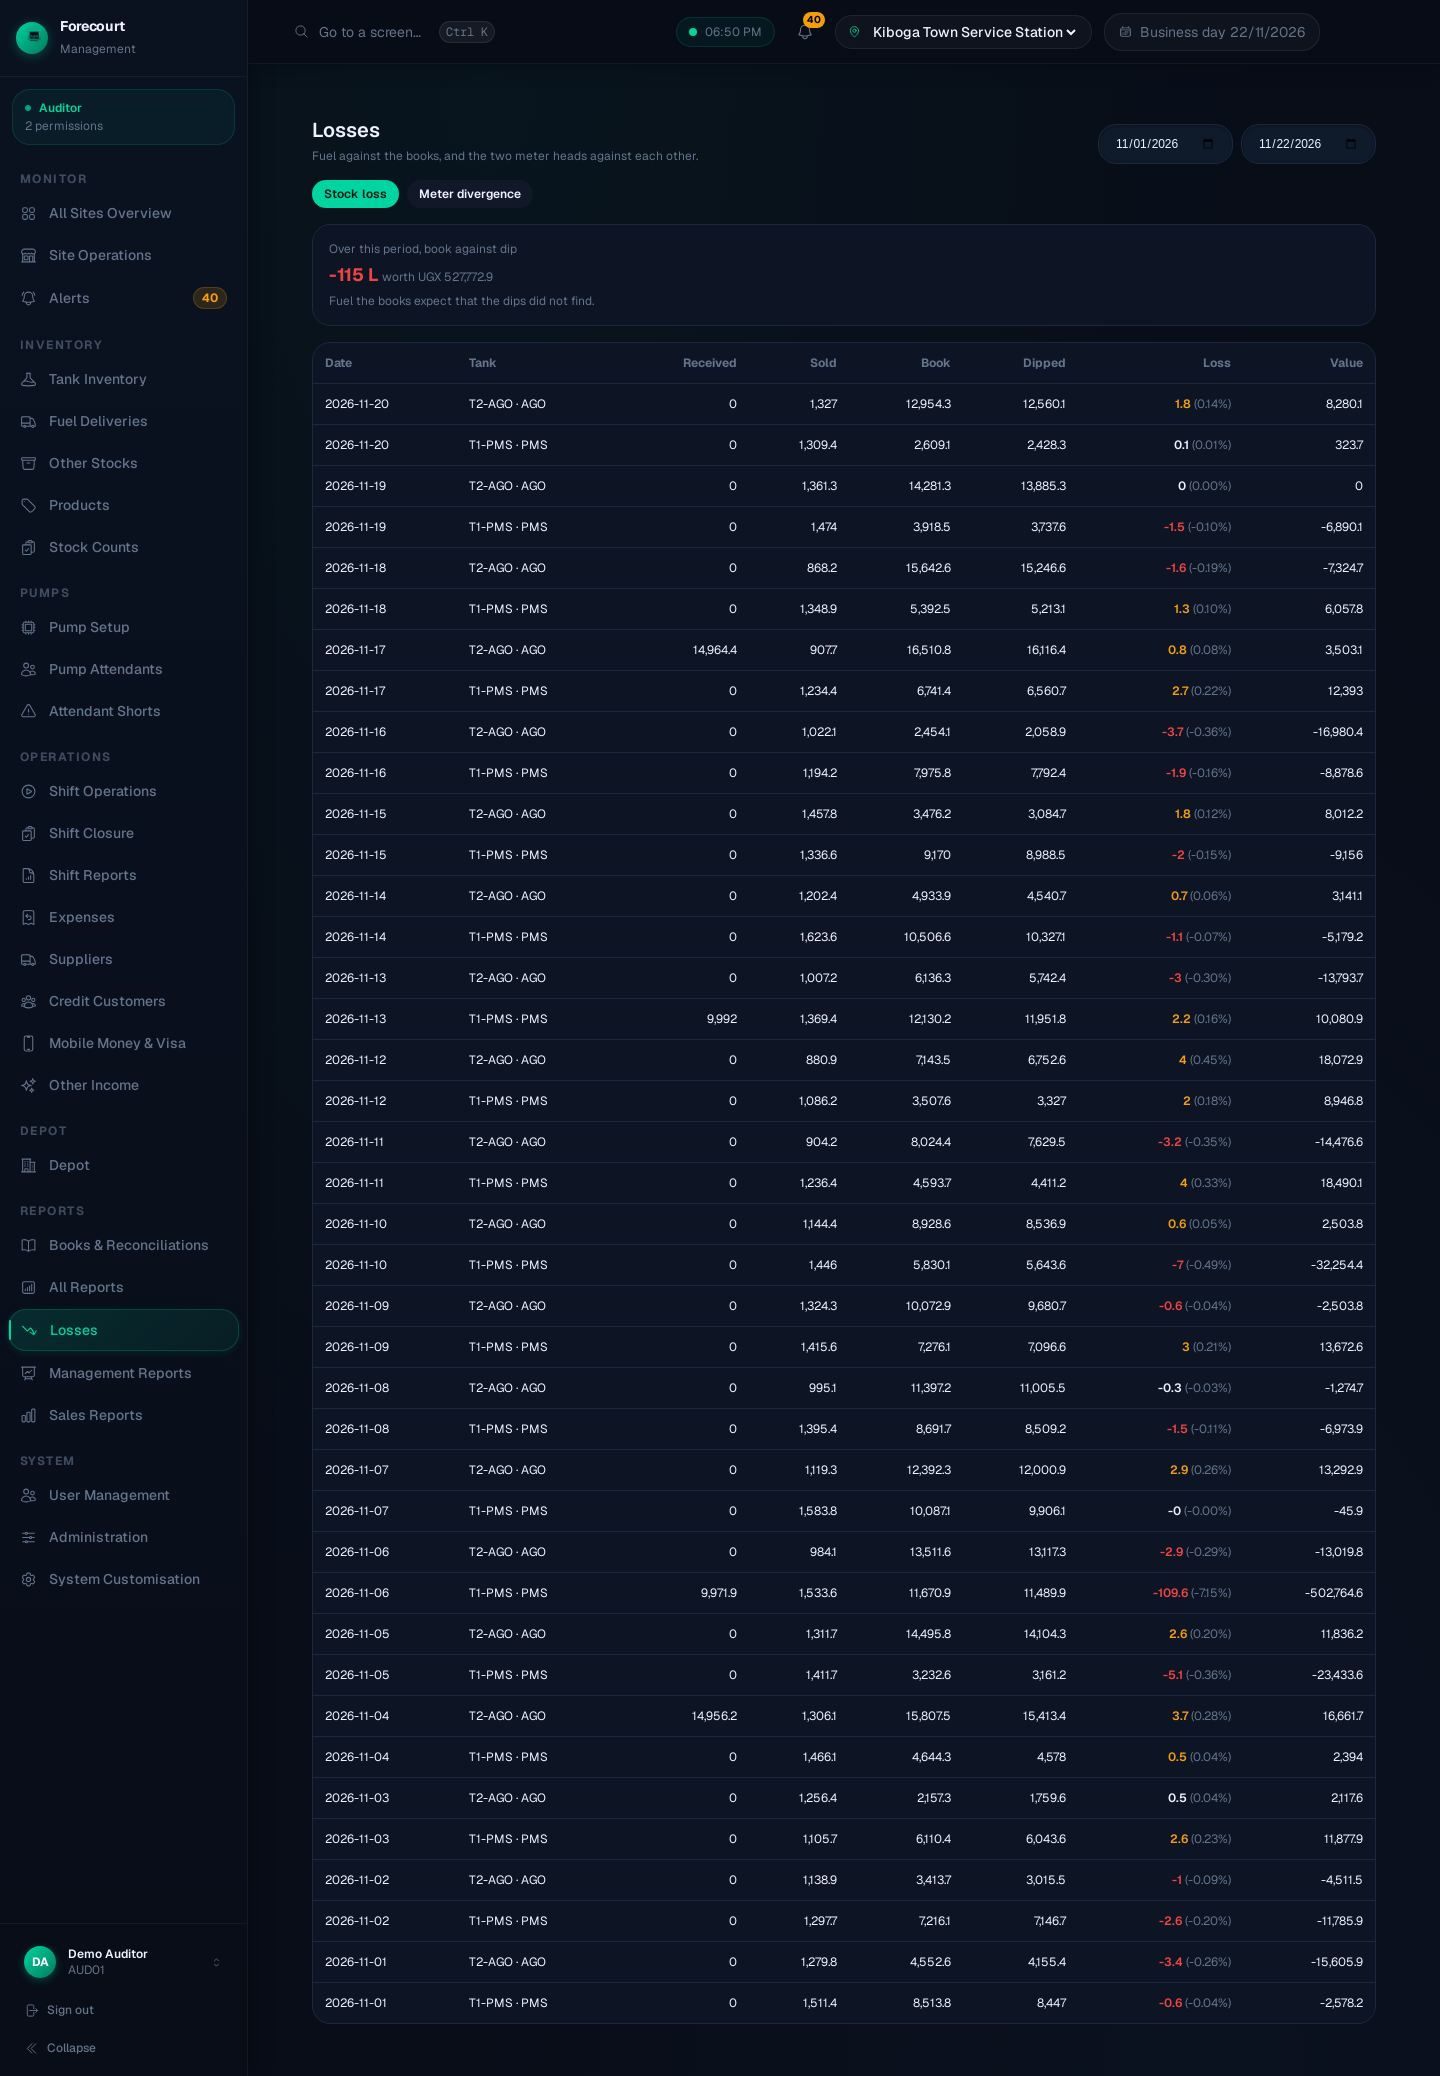 Forecourt
Management
Auditor
2 permissions
MONITOR
All Sites Overview
Site Operations
Alerts 40
INVENTORY
Tank Inventory
Fuel Deliveries
Other Stocks
Products
Stock Counts
PUMPS
Pump Setup
Pump Attendants
Attendant Shorts
OPERATIONS
Shift Operations
Shift Closure
Shift Reports
Expenses
Suppliers
Credit Customers
Mobile Money & Visa
Other Income
DEPOT
Depot
REPORTS
Books & Reconciliations
All Reports
Losses
Management Reports
Sales Reports
SYSTEM
User Management
Administration
System Customisation
DA Demo Auditor
AUD01
Sign out
Collapse
Go to a screen... Ctrl K
06:50 PM
40
Kiboga Town Service Station
Business day 22/11/2026
Losses
Fuel against the books, and the two meter heads against each other.
11/01/2026 11/22/2026
Stock loss Meter divergence
Over this period, book against dip
-115 L worth UGX 527,772.9
Fuel the books expect that the dips did not find.
Date Tank Received Sold Book Dipped Loss Value
2026-11-20 T2-AGO · AGO 0 1,327 12,954.3 12,560.1 1.8 (0.14%) 8,280.1
2026-11-20 T1-PMS · PMS 0 1,309.4 2,609.1 2,428.3 0.1 (0.01%) 323.7
2026-11-19 T2-AGO · AGO 0 1,361.3 14,281.3 13,885.3 0 (0.00%) 0
2026-11-19 T1-PMS · PMS 0 1,474 3,918.5 3,737.6 -1.5 (-0.10%) -6,890.1
2026-11-18 T2-AGO · AGO 0 868.2 15,642.6 15,246.6 -1.6 (-0.19%) -7,324.7
2026-11-18 T1-PMS · PMS 0 1,348.9 5,392.5 5,213.1 1.3 (0.10%) 6,057.8
2026-11-17 T2-AGO · AGO 14,964.4 907.7 16,510.8 16,116.4 0.8 (0.08%) 3,503.1
2026-11-17 T1-PMS · PMS 0 1,234.4 6,741.4 6,560.7 2.7 (0.22%) 12,393
2026-11-16 T2-AGO · AGO 0 1,022.1 2,454.1 2,058.9 -3.7 (-0.36%) -16,980.4
2026-11-16 T1-PMS · PMS 0 1,194.2 7,975.8 7,792.4 -1.9 (-0.16%) -8,878.6
2026-11-15 T2-AGO · AGO 0 1,457.8 3,476.2 3,084.7 1.8 (0.12%) 8,012.2
2026-11-15 T1-PMS · PMS 0 1,336.6 9,170 8,988.5 -2 (-0.15%) -9,156
2026-11-14 T2-AGO · AGO 0 1,202.4 4,933.9 4,540.7 0.7 (0.06%) 3,141.1
2026-11-14 T1-PMS · PMS 0 1,623.6 10,506.6 10,327.1 -1.1 (-0.07%) -5,179.2
2026-11-13 T2-AGO · AGO 0 1,007.2 6,136.3 5,742.4 -3 (-0.30%) -13,793.7
2026-11-13 T1-PMS · PMS 9,992 1,369.4 12,130.2 11,951.8 2.2 (0.16%) 10,080.9
2026-11-12 T2-AGO · AGO 0 880.9 7,143.5 6,752.6 4 (0.45%) 18,072.9
2026-11-12 T1-PMS · PMS 0 1,086.2 3,507.6 3,327 2 (0.18%) 8,946.8
2026-11-11 T2-AGO · AGO 0 904.2 8,024.4 7,629.5 -3.2 (-0.35%) -14,476.6
2026-11-11 T1-PMS · PMS 0 1,236.4 4,593.7 4,411.2 4 (0.33%) 18,490.1
2026-11-10 T2-AGO · AGO 0 1,144.4 8,928.6 8,536.9 0.6 (0.05%) 2,503.8
2026-11-10 T1-PMS · PMS 0 1,446 5,830.1 5,643.6 -7 (-0.49%) -32,254.4
2026-11-09 T2-AGO · AGO 0 1,324.3 10,072.9 9,680.7 -0.6 (-0.04%) -2,503.8
2026-11-09 T1-PMS · PMS 0 1,415.6 7,276.1 7,096.6 3 (0.21%) 13,672.6
2026-11-08 T2-AGO · AGO 0 995.1 11,397.2 11,005.5 -0.3 (-0.03%) -1,274.7
2026-11-08 T1-PMS · PMS 0 1,395.4 8,691.7 8,509.2 -1.5 (-0.11%) -6,973.9
2026-11-07 T2-AGO · AGO 0 1,119.3 12,392.3 12,000.9 2.9 (0.26%) 13,292.9
2026-11-07 T1-PMS · PMS 0 1,583.8 10,087.1 9,906.1 -0 (-0.00%) -45.9
2026-11-06 T2-AGO · AGO 0 984.1 13,511.6 13,117.3 -2.9 (-0.29%) -13,019.8
2026-11-06 T1-PMS · PMS 9,971.9 1,533.6 11,670.9 11,489.9 -109.6 (-7.15%) -502,764.6
2026-11-05 T2-AGO · AGO 0 1,311.7 14,495.8 14,104.3 2.6 (0.20%) 11,836.2
2026-11-05 T1-PMS · PMS 0 1,411.7 3,232.6 3,161.2 -5.1 (-0.36%) -23,433.6
2026-11-04 T2-AGO · AGO 14,956.2 1,306.1 15,807.5 15,413.4 3.7 (0.28%) 16,661.7
2026-11-04 T1-PMS · PMS 0 1,466.1 4,644.3 4,578 0.5 (0.04%) 2,394
2026-11-03 T2-AGO · AGO 0 1,256.4 2,157.3 1,759.6 0.5 (0.04%) 2,117.6
2026-11-03 T1-PMS · PMS 0 1,105.7 6,110.4 6,043.6 2.6 (0.23%) 11,877.9
2026-11-02 T2-AGO · AGO 0 1,138.9 3,413.7 3,015.5 -1 (-0.09%) -4,511.5
2026-11-02 T1-PMS · PMS 0 1,297.7 7,216.1 7,146.7 -2.6 (-0.20%) -11,785.9
2026-11-01 T2-AGO · AGO 0 1,279.8 4,552.6 4,155.4 -3.4 (-0.26%) -15,605.9
2026-11-01 T1-PMS · PMS 0 1,511.4 8,513.8 8,447 -0.6 (-0.04%) -2,578.2